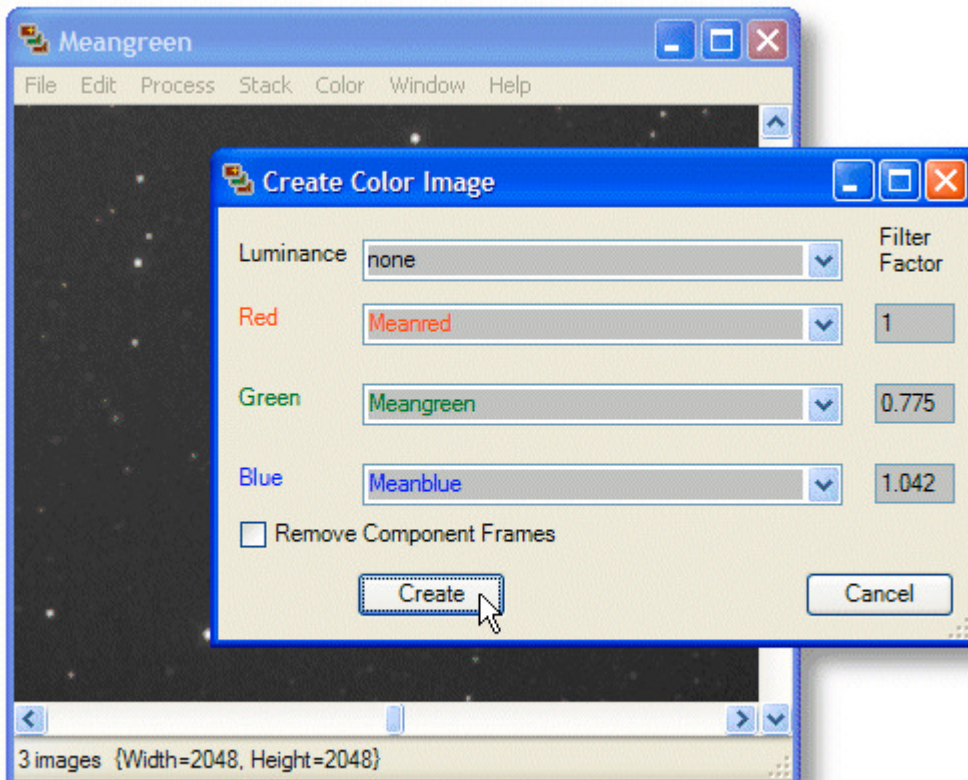 Meangreen
File Edit Process Stack Color Window Help
Create Color Image
Filter
Factor
Luminance none
Red Meanred 1
Green Meangreen 0.775
Blue Meanblue 1.042
Remove Component Frames
Create Cancel
3 images {Width=2048, Height=2048}